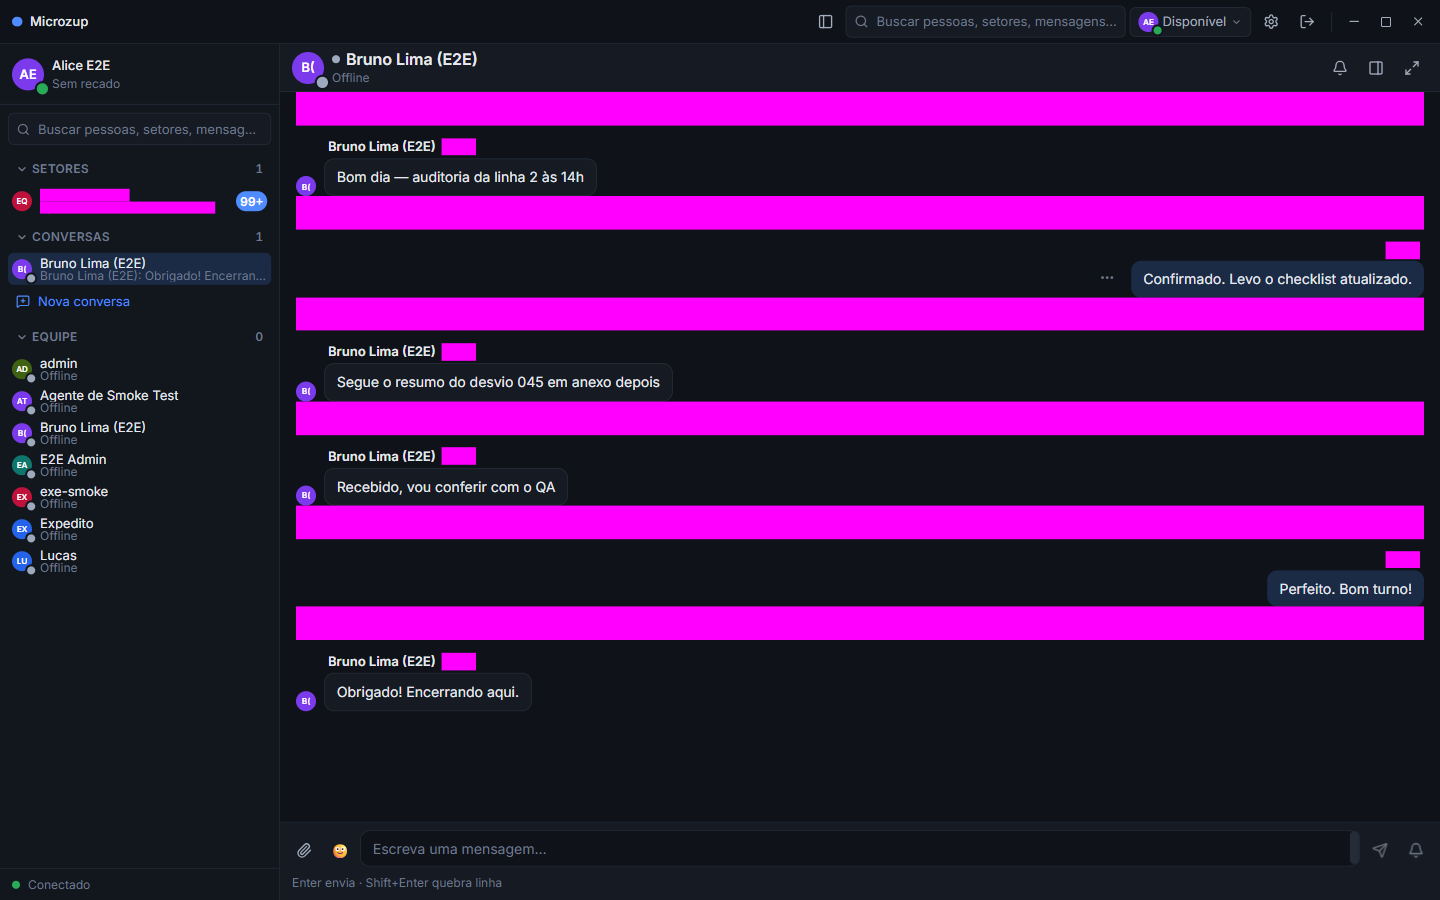 Microzup
Buscar pessoas, setores, mensagens...
AE
Disponível
AE
Alice E2E
Sem recado
Buscar pessoas, setores, mensag...
SETORES 1
EQ
99+
CONVERSAS 1
B(
Bruno Lima (E2E)
Bruno Lima (E2E): Obrigado! Encerran...
Nova conversa
EQUIPE 0
AD
admin
Offline
AT
Agente de Smoke Test
Offline
B(
Bruno Lima (E2E)
Offline
EA
E2E Admin
Offline
EX
exe-smoke
Offline
EX
Expedito
Offline
LU
Lucas
Offline
Conectado
B(
Bruno Lima (E2E)
Offline
Bruno Lima (E2E)
B(
Bom dia — auditoria da linha 2 às 14h
Confirmado. Levo o checklist atualizado.
Bruno Lima (E2E)
B(
Segue o resumo do desvio 045 em anexo depois
Bruno Lima (E2E)
B(
Recebido, vou conferir com o QA
Perfeito. Bom turno!
Bruno Lima (E2E)
B(
Obrigado! Encerrando aqui.
Escreva uma mensagem...
Enter envia · Shift+Enter quebra linha